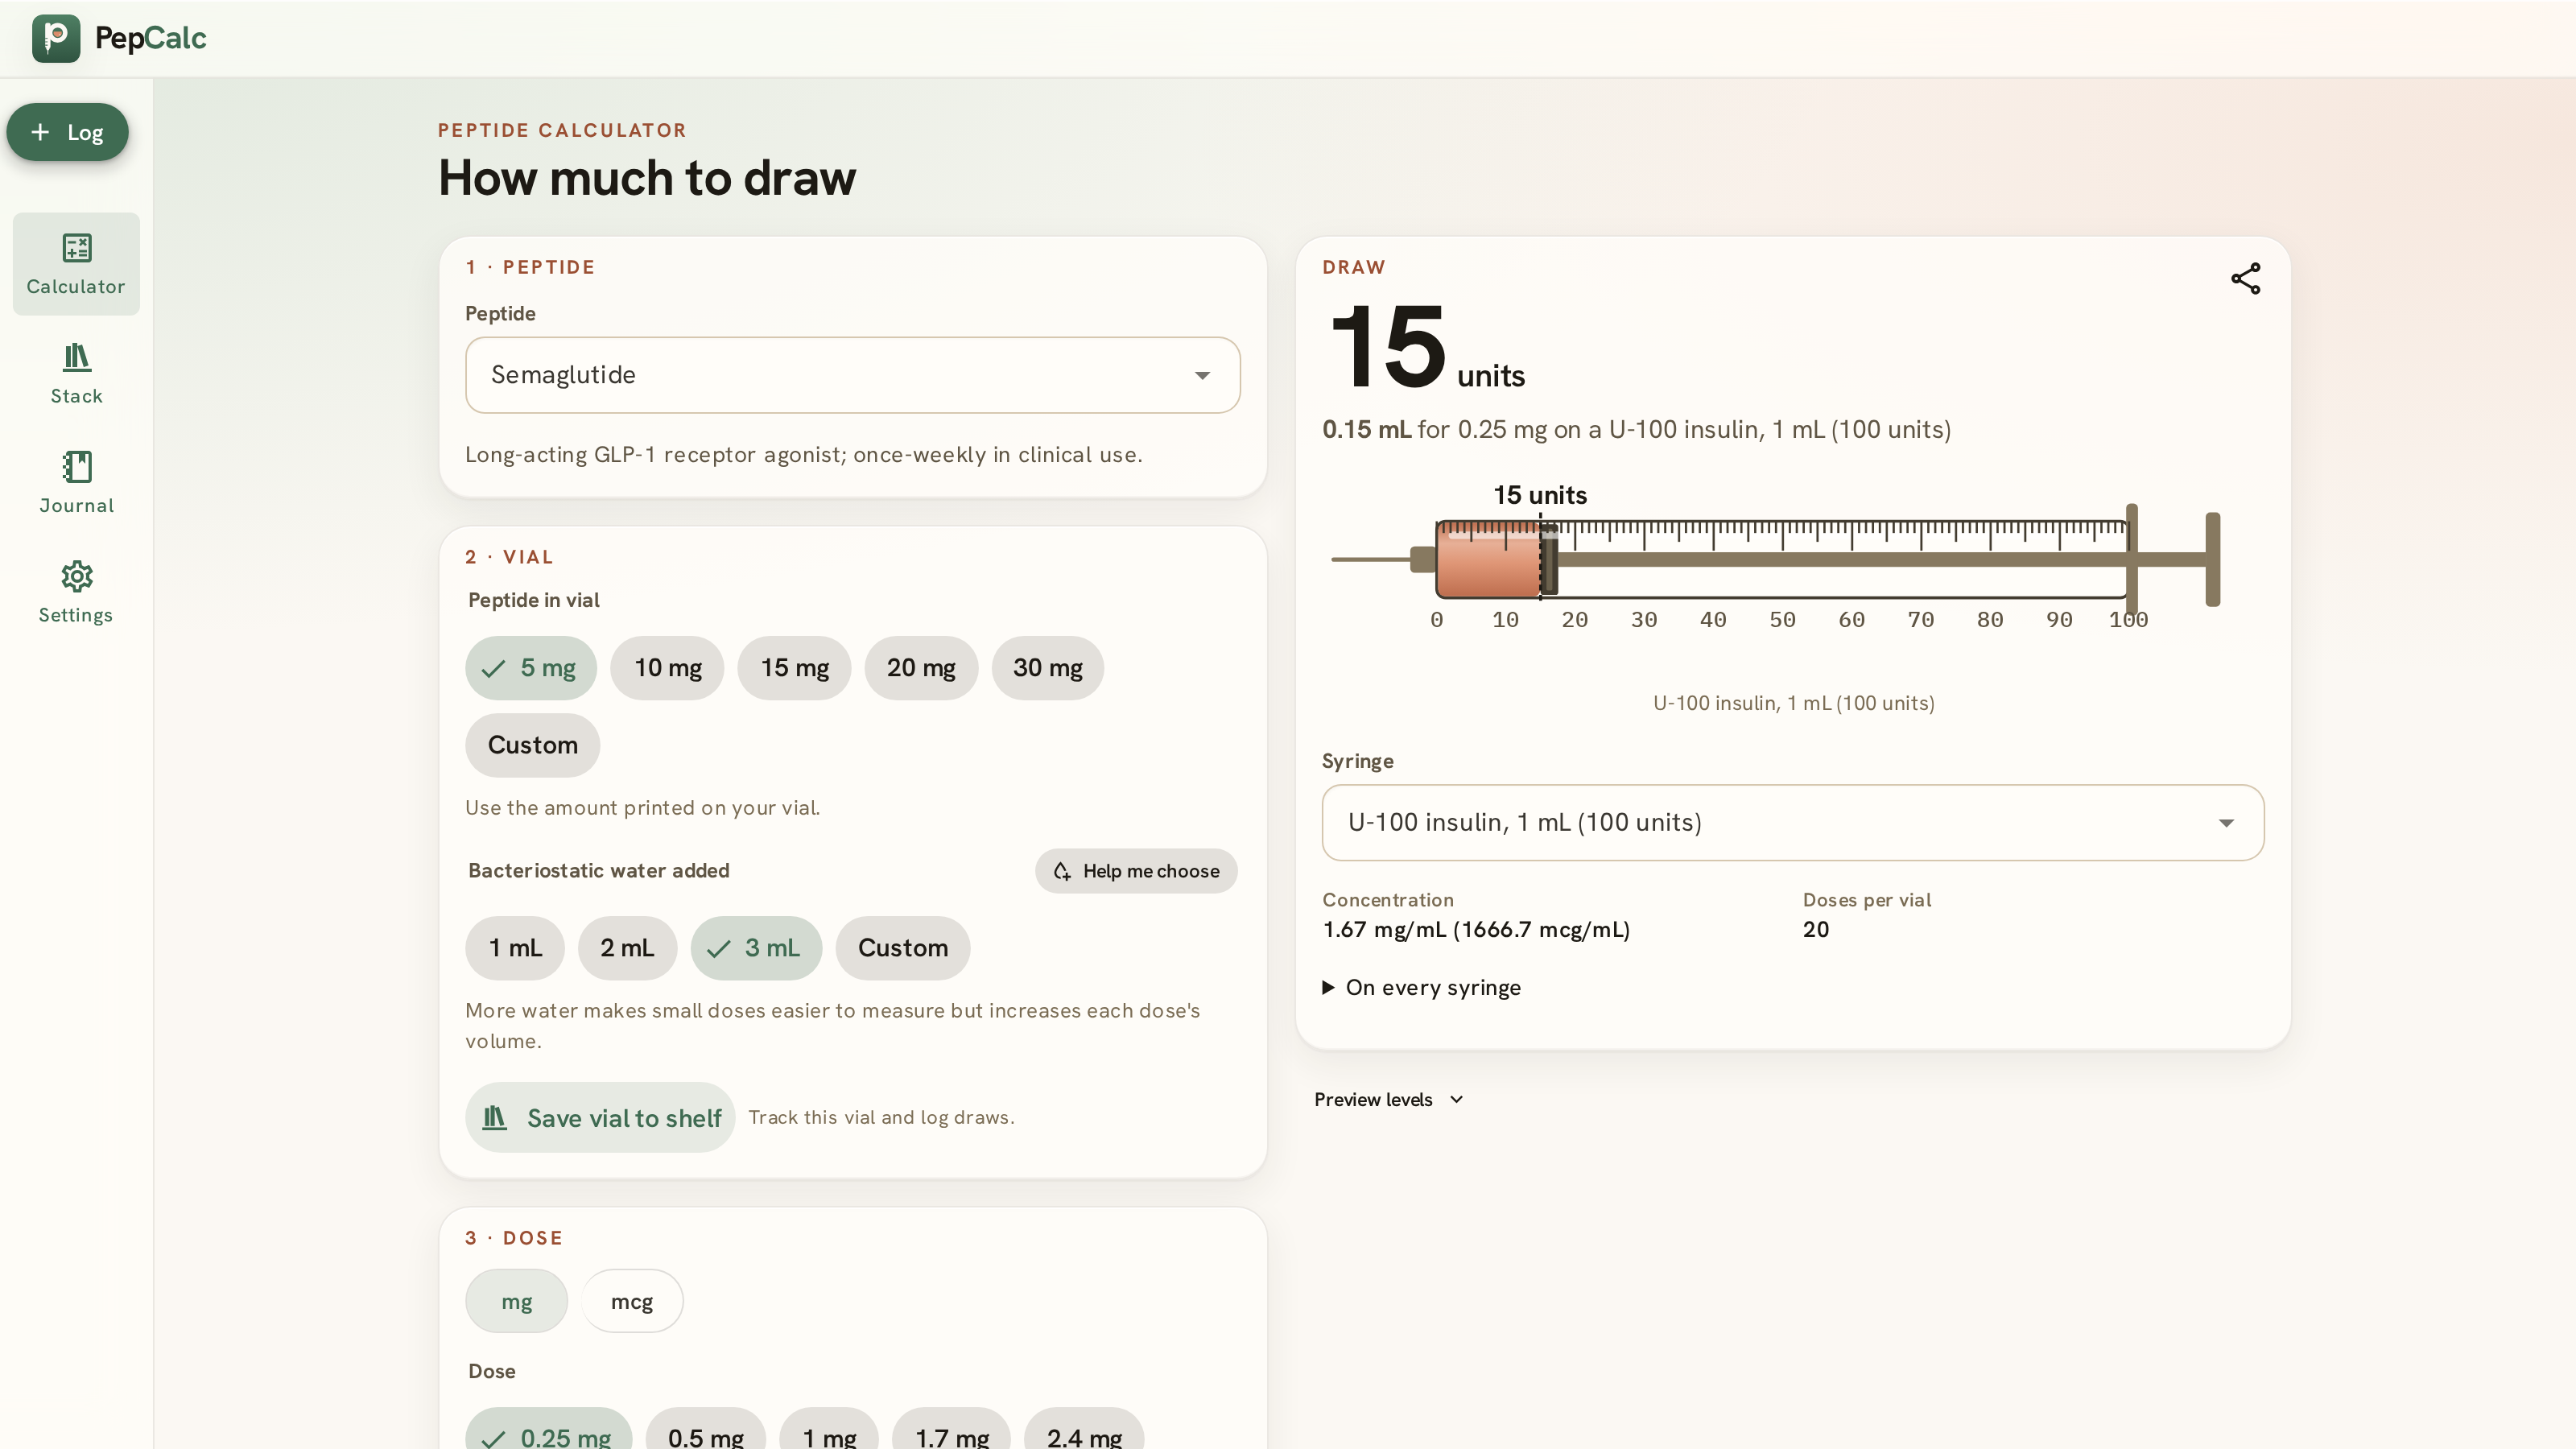 PepCalc
+ Log
Calculator
Stack
Journal
Settings
PEPTIDE CALCULATOR
How much to draw
1 · PEPTIDE
Peptide
Semaglutide
Long-acting GLP-1 receptor agonist; once-weekly in clinical use.
2 · VIAL
Peptide in vial
5 mg 10 mg 15 mg 20 mg 30 mg
Custom
Use the amount printed on your vial.
Bacteriostatic water added Help me choose
1 mL 2 mL 3 mL Custom
More water makes small doses easier to measure but increases each dose's
volume.
Save vial to shelf Track this vial and log draws.
3 · DOSE
mg mcg
Dose
0.25 mg 0.5 mg 1 mg 1.7 mg 2.4 mg
DRAW
15 units
0.15 mL for 0.25 mg on a U-100 insulin, 1 mL (100 units)
15 units
0 10 20 30 40 50 60 70 80 90 100
U-100 insulin, 1 mL (100 units)
Syringe
U-100 insulin, 1 mL (100 units)
Concentration Doses per vial
1.67 mg/mL (1666.7 mcg/mL) 20
On every syringe
Preview levels